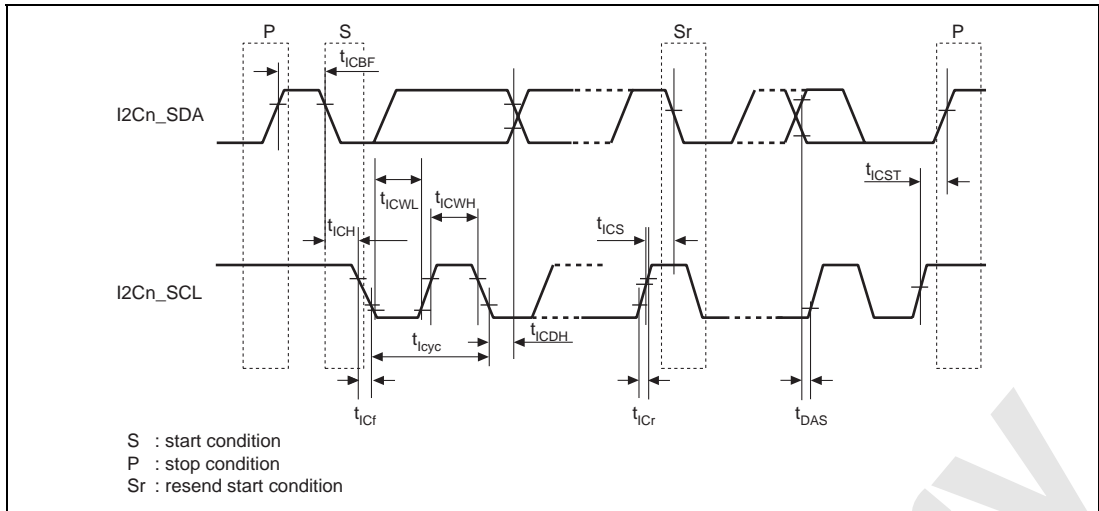 P S Sr P
tICBF
I2Cn_SDA
tICST
tICWL tICWH
tICH tICS
I2Cn_SCL
tICDH
tIcyc
tICf tICr tDAS
S : start condition
P : stop condition
Sr : resend start condition